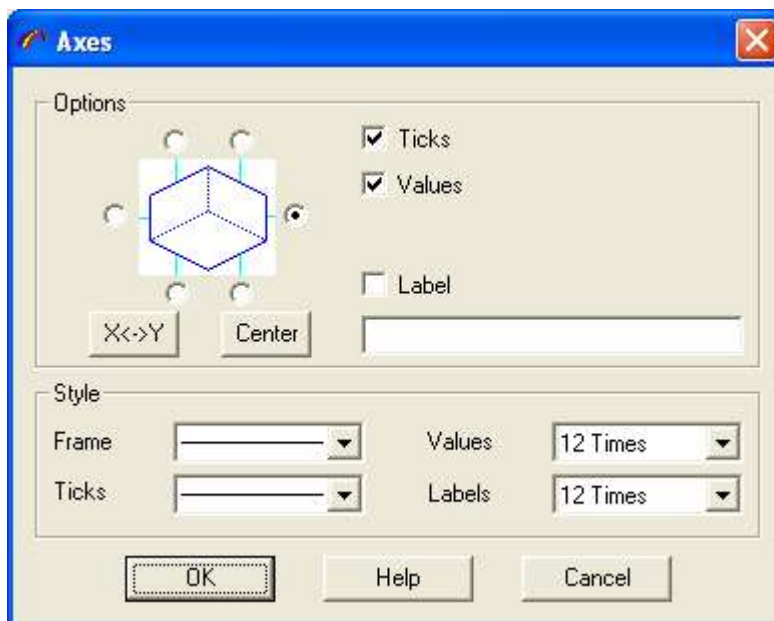 Axes
Options
Ticks
Values
Label
X<->Y
Center
Style
Frame
Values
12 Times
Ticks
Labels
12 Times
OK
Help
Cancel